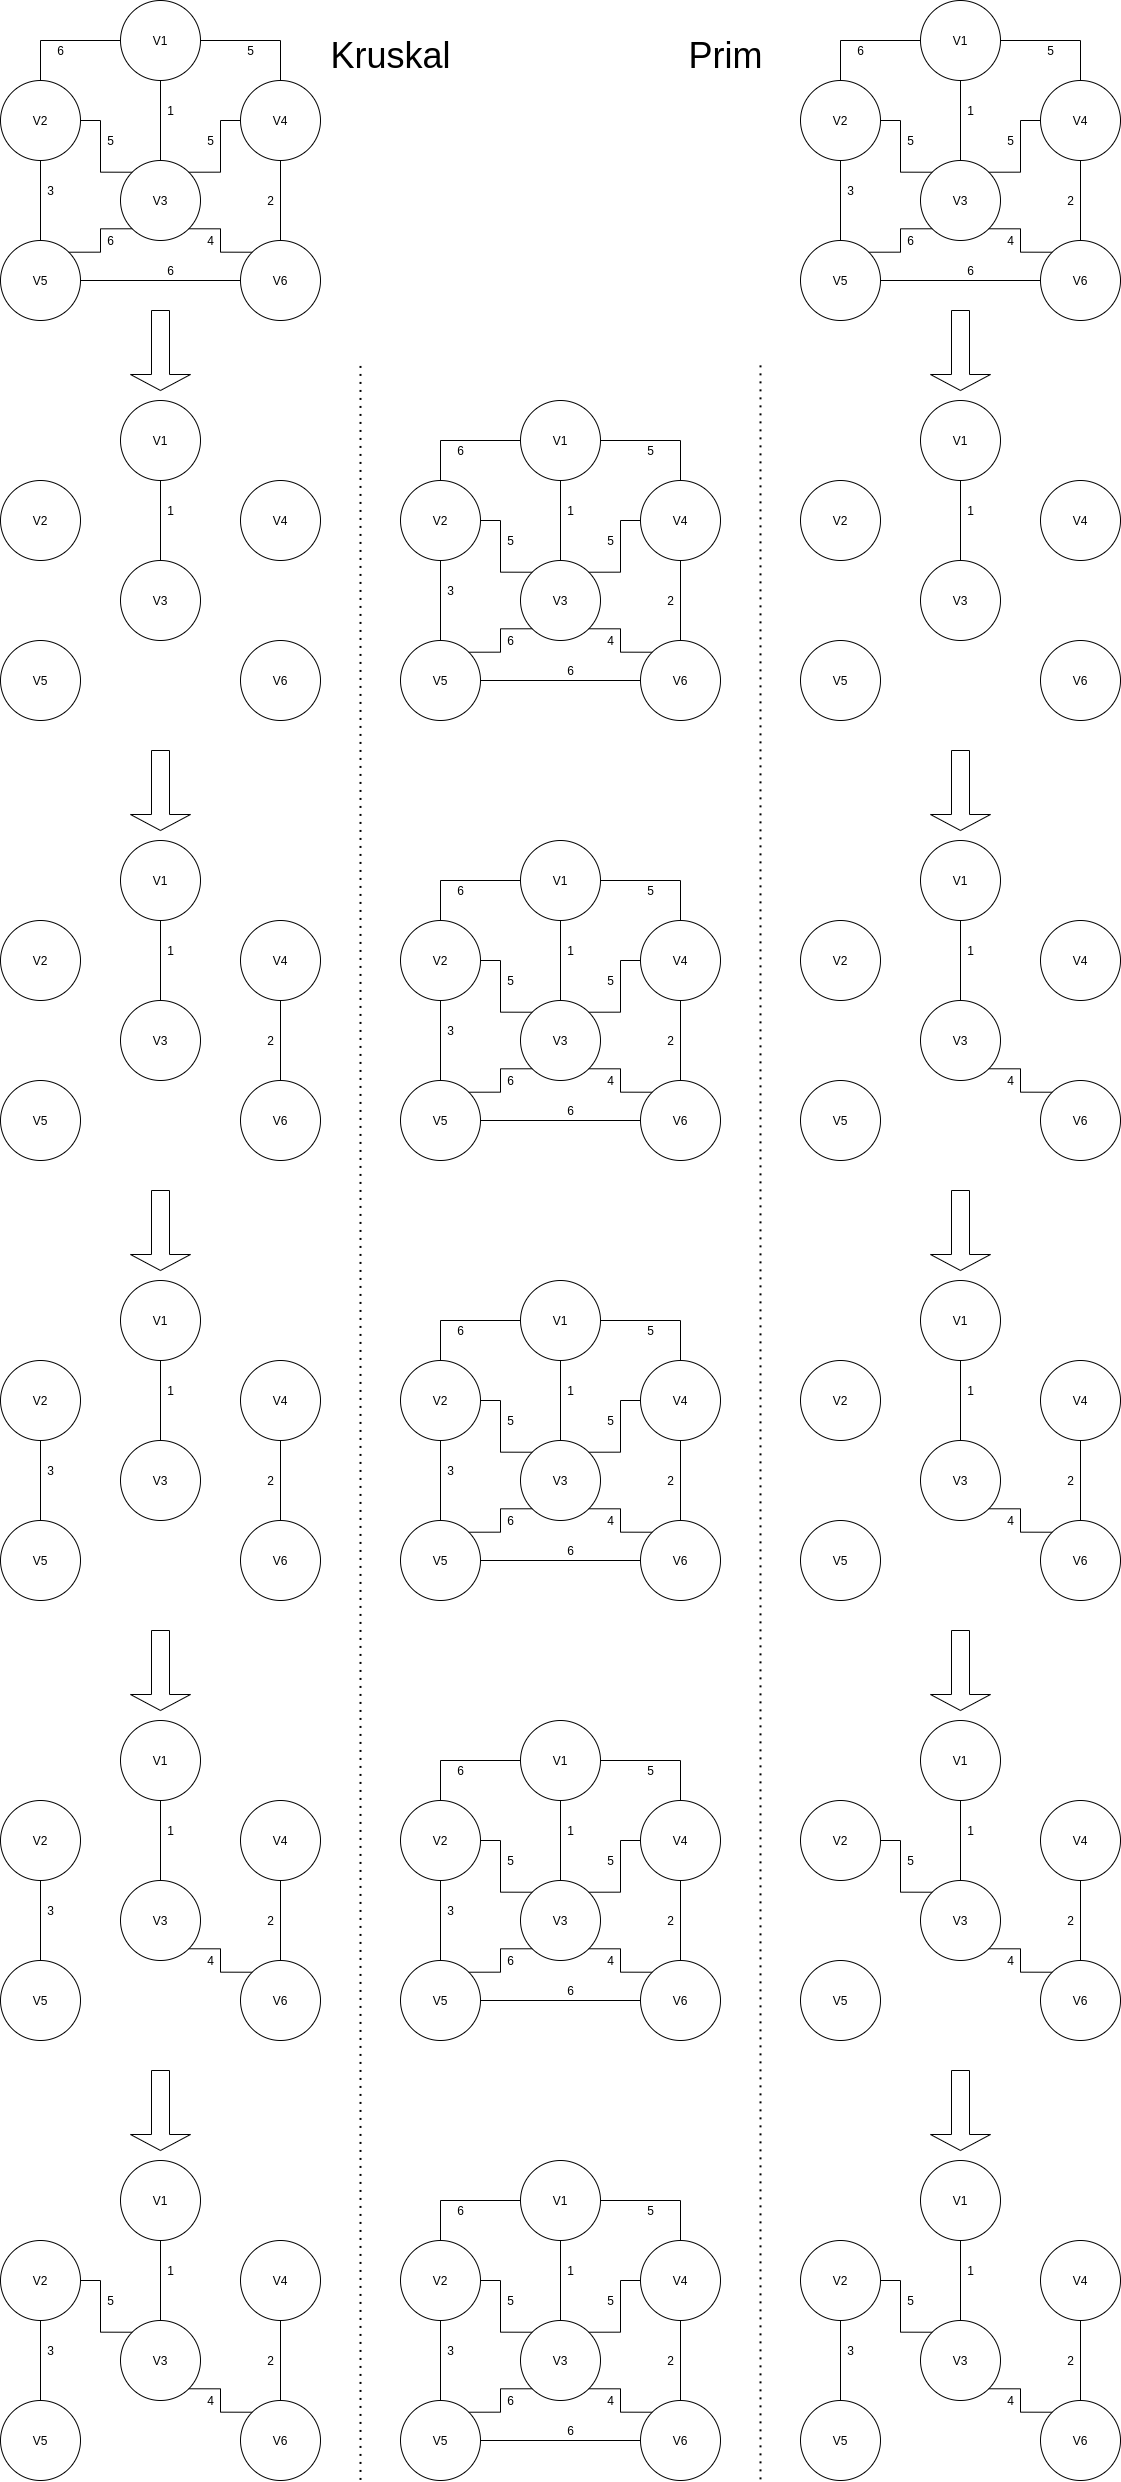 V1 Kruskal Prim V1
6 5 6 5
1 1
V2 V4 V2 V4
5 5 5 5
3 3
V3 2 V3 2
6 4 6 4
6 6
V5 V6 V5 V6
V1 V1 V1
6 5
1 1 1
V2 V4 V2 V4 V2 V4
5 5
3
V3 V3 2 V3
6 4
6
V5 V6 V5 V6 V5 V6
V1 V1 V1
6 5
1 1 1
V2 V4 V2 V4 V2 V4
5 5
3
V3 2 V3 2 V3
6 4 4
6
V5 V6 V5 V6 V5 V6
V1 V1 V1
6 5
1 1 1
V2 V4 V2 V4 V2 V4
5 5
3 3
V3 2 V3 2 V3 2
6 4 4
6
V5 V6 V5 V6 V5 V6
V1 V1 V1
6 5
1 1 1
V2 V4 V2 V4 V2 V4
5 5 5
3 3
V3 2 V3 2 V3 2
4 6 4 4
6
V5 V6 V5 V6 V5 V6
V1 V1 V1
6 5
1 1 1
V2 V4 V2 V4 V2 V4
5 5 5 5
3 3 3
V3 2 V3 2 V3 2
4 6 4 4
6
V5 V6 V5 V6 V5 V6